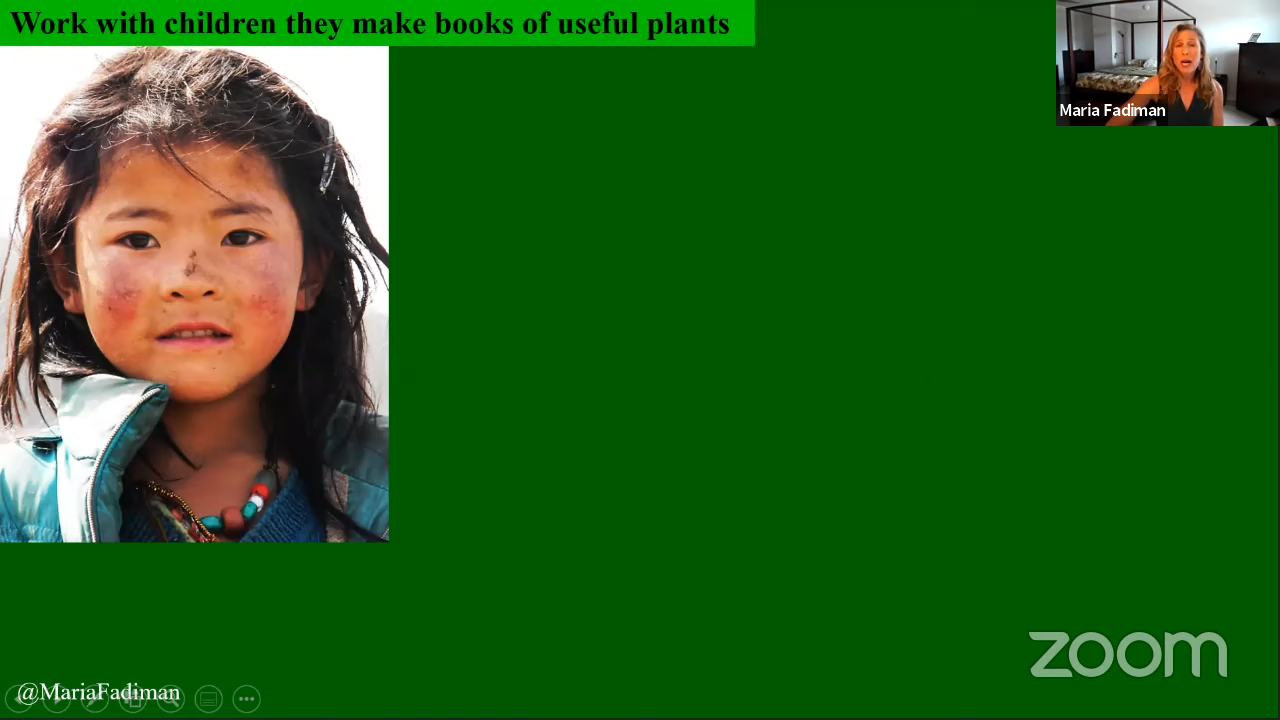 Work with children they make books of useful plants
Maria Fadiman
zoom
@MariaFadiman